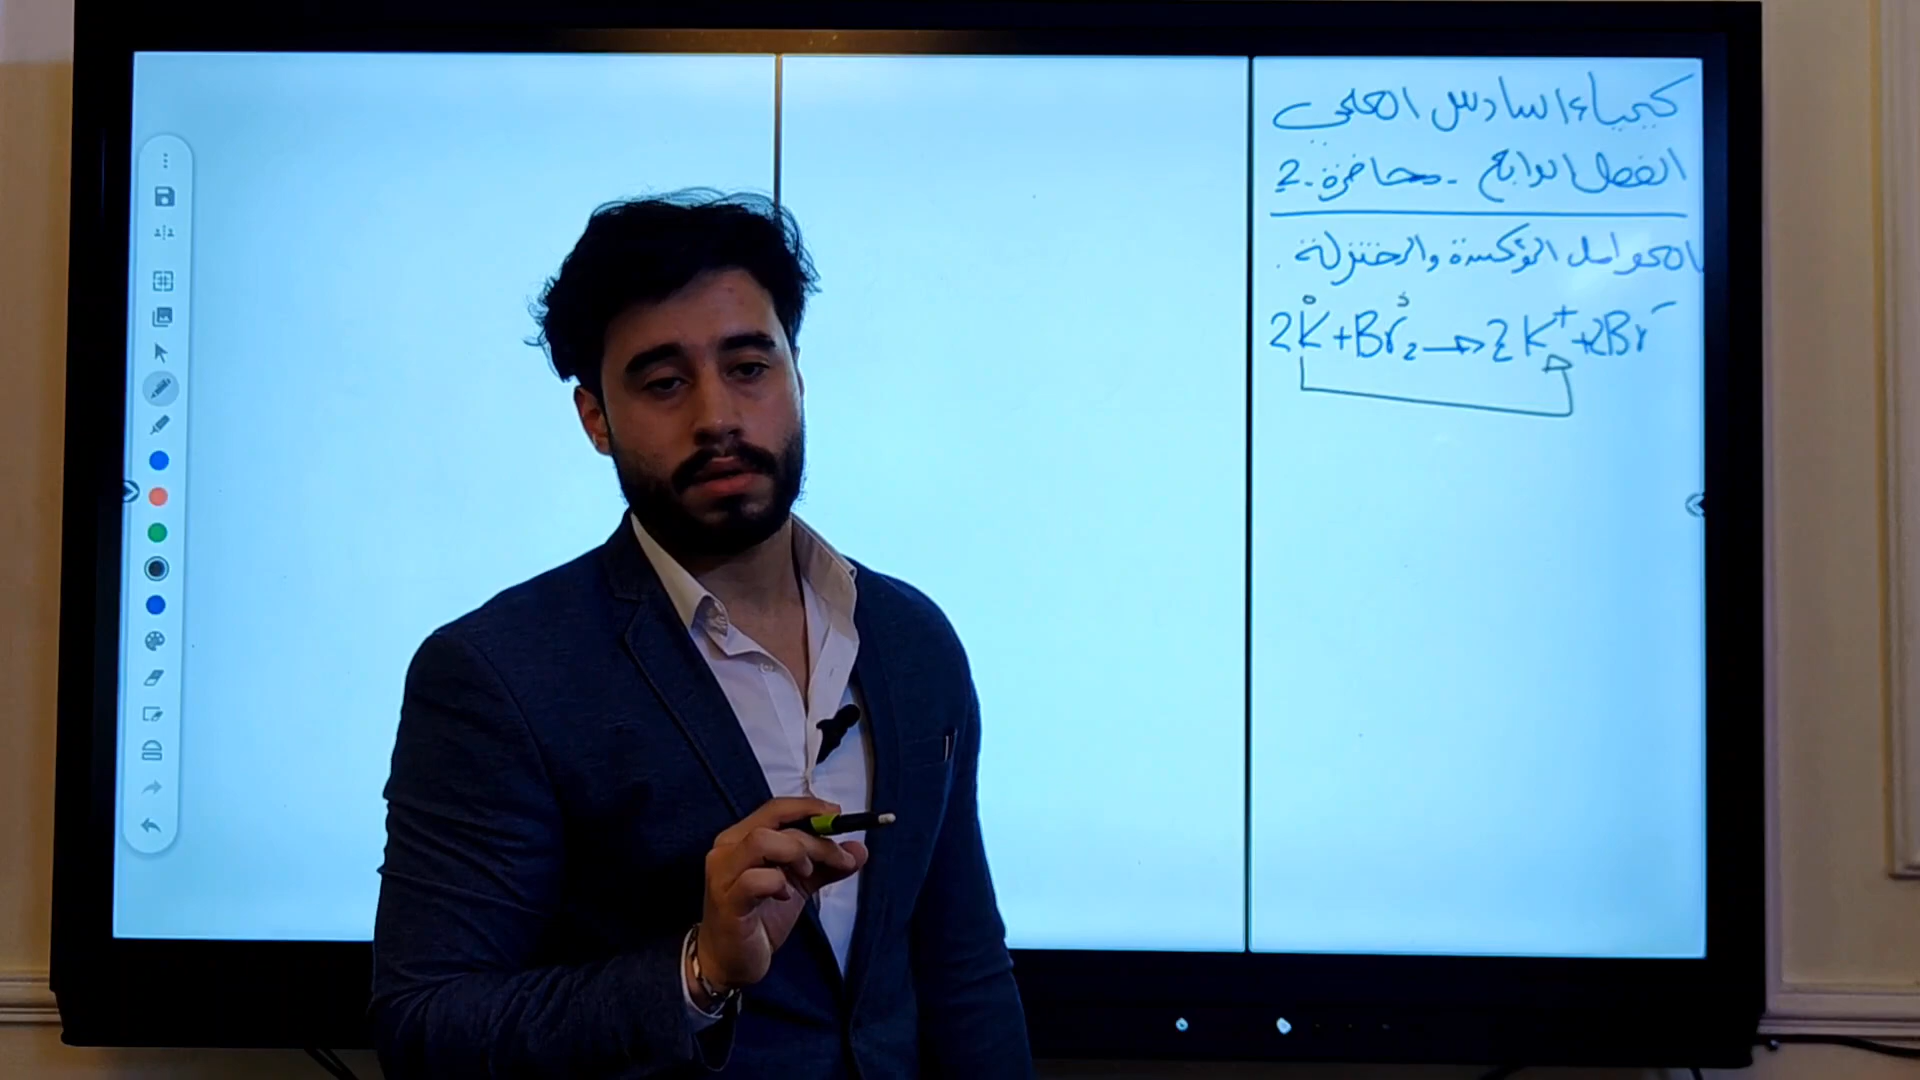 كيمياء السادس العلمي
الفصل الرابع - محاضرة - 2
العوامل المؤكسدة والمختزلة .
2K + Br₂ → 2K⁺ + 2Br⁻